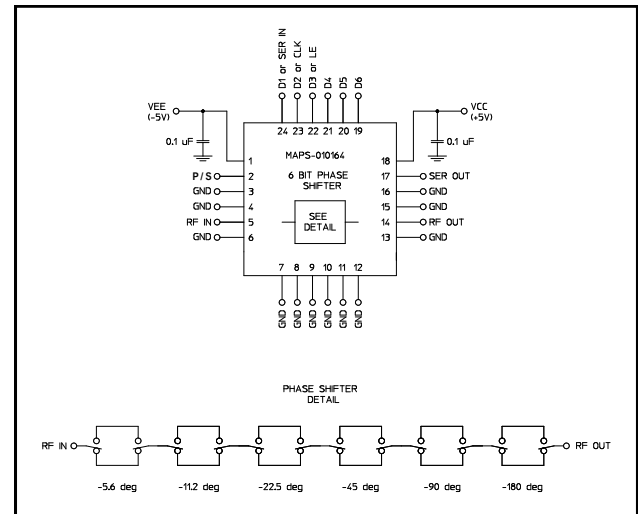 D1 or SER IN
D2 or CLK
D3 or LE
D4
D5
D6
VEE
(-5V)
VCC
(+5V)
24 23 22 21 20 19
0.1 uF
0.1 uF
MAPS-010164
6 BIT PHASE
SHIFTER
SEE
DETAIL
1
P/S 2
GND 3
GND 4
RF IN 5
GND 6
18
17 SER OUT
16 GND
15 GND
14 RF OUT
13 GND
7 8 9 10 11 12
GND GND GND GND GND GND
PHASE SHIFTER
DETAIL
RF IN
RF OUT
-5.6 deg -11.2 deg -22.5 deg -45 deg -90 deg -180 deg